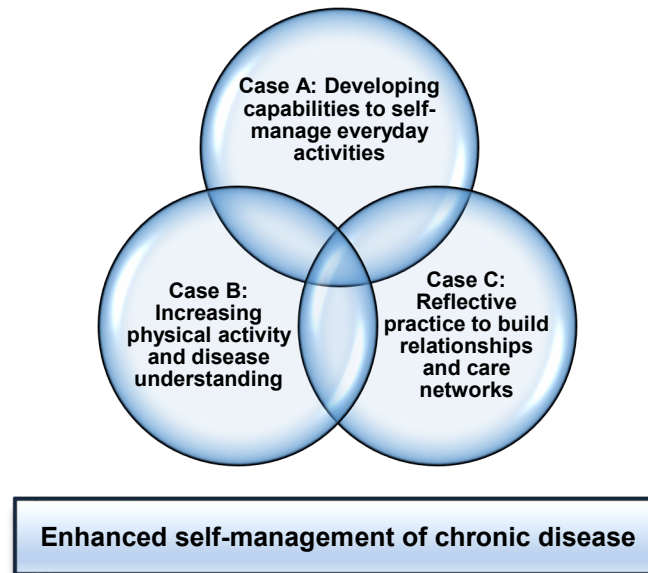 Case A: Developing
capabilities to self-
manage everyday
activities
Case B:
Increasing
physical activity
and disease
understanding
Case C:
Reflective
practice to build
relationships
and care
networks
Enhanced self-management of chronic disease